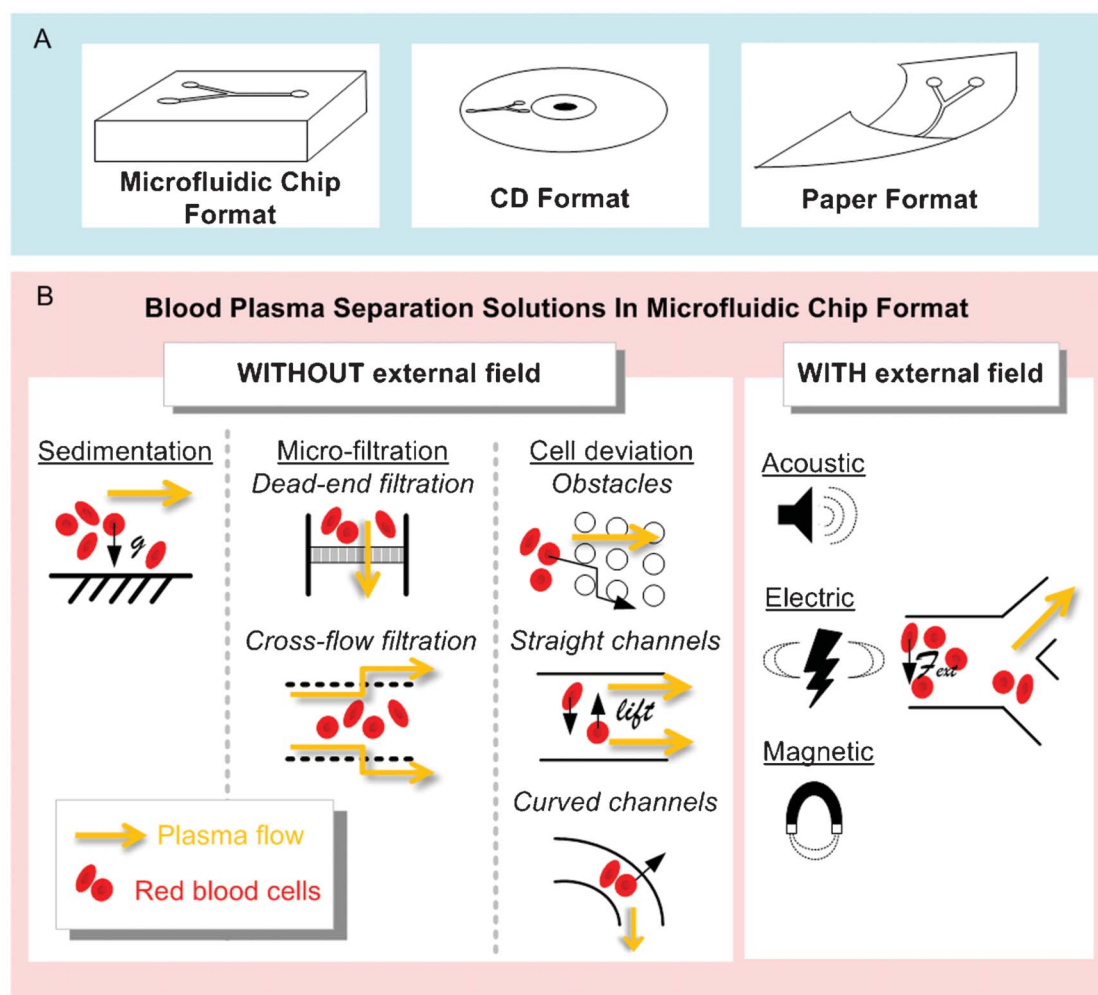 A
Microfluidic Chip
Format
CD Format
Paper Format
B
Blood Plasma Separation Solutions In Microfluidic Chip Format
WITHOUT external field
Sedimentation
g
Micro-filtration
Dead-end filtration
Cross-flow filtration
Cell deviation
Obstacles
Straight channels
lift
Curved channels
Plasma flow
Red blood cells
WITH external field
Acoustic
Electric
Fext
Magnetic